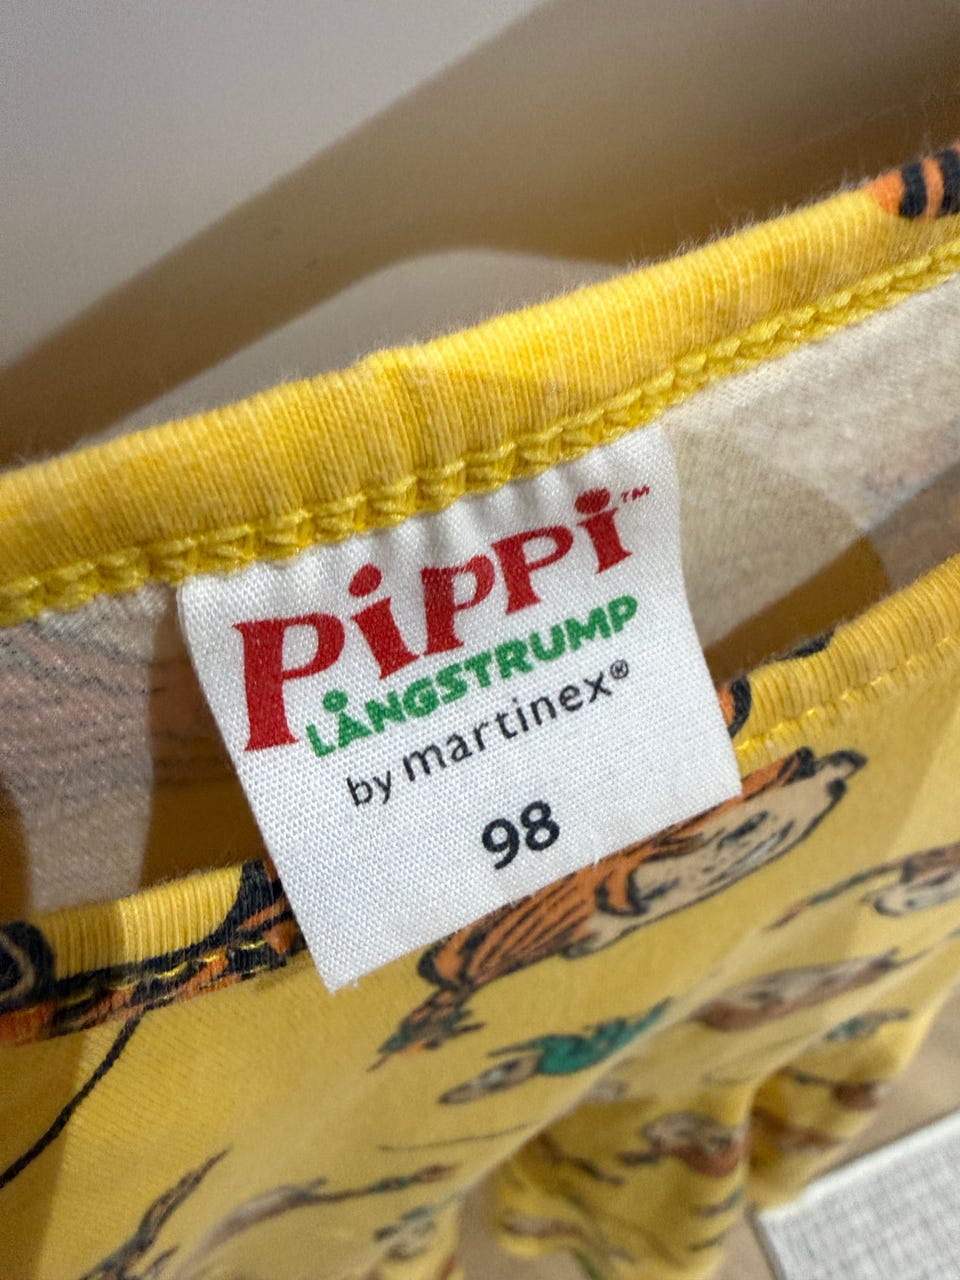 Pippi™
LÅNGSTRUMP
by martinex®
98